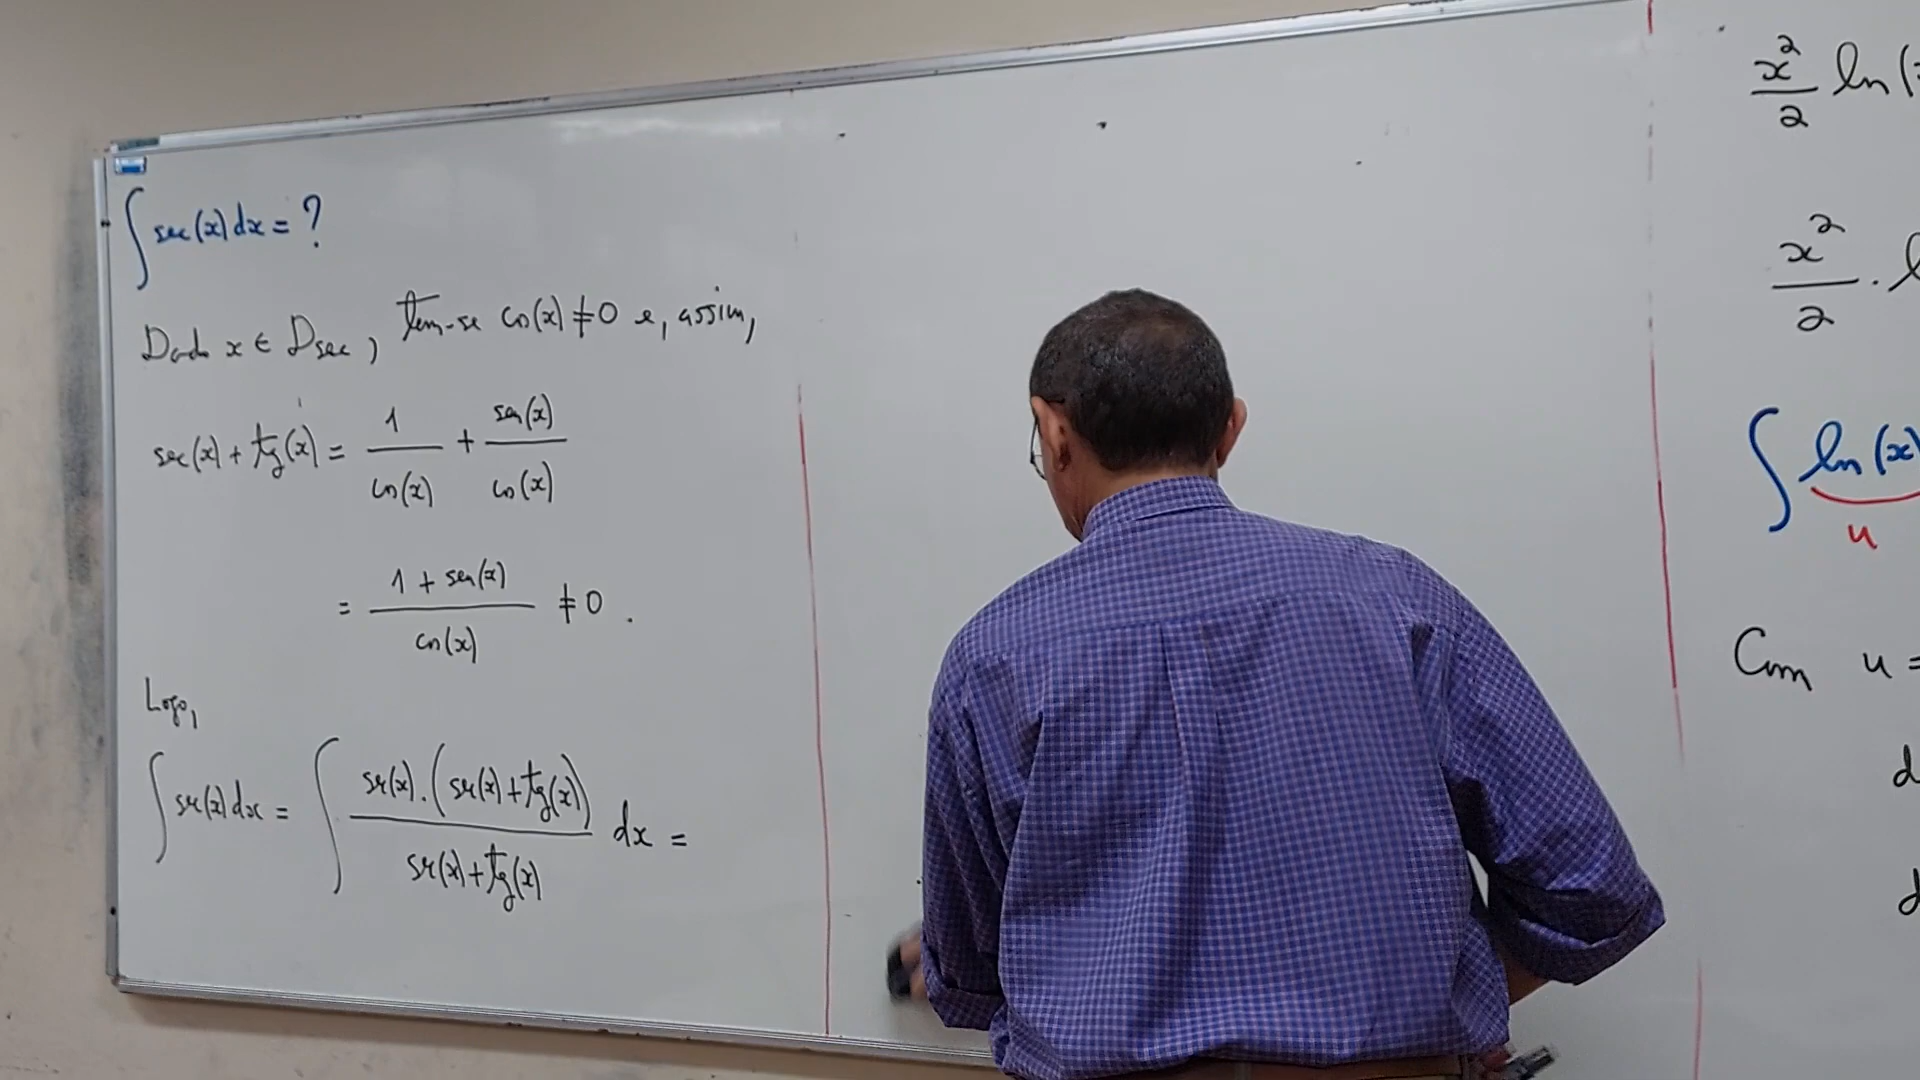 ∫ sec(x) dx = ?
Dado x ∈ Dsec, tem-se cos(x) ≠ 0 e, assim,
sec(x) + tg(x) = 1/cos(x) + sen(x)/cos(x)
= (1 + sen(x))/cos(x) ≠ 0.
Logo,
∫ sec(x) dx = ∫ sec(x).(sec(x) + tg(x))/(sec(x) + tg(x)) dx =
x²/2 ln(
x²/2 .
∫ ln(x)
u
Com u =
d
d